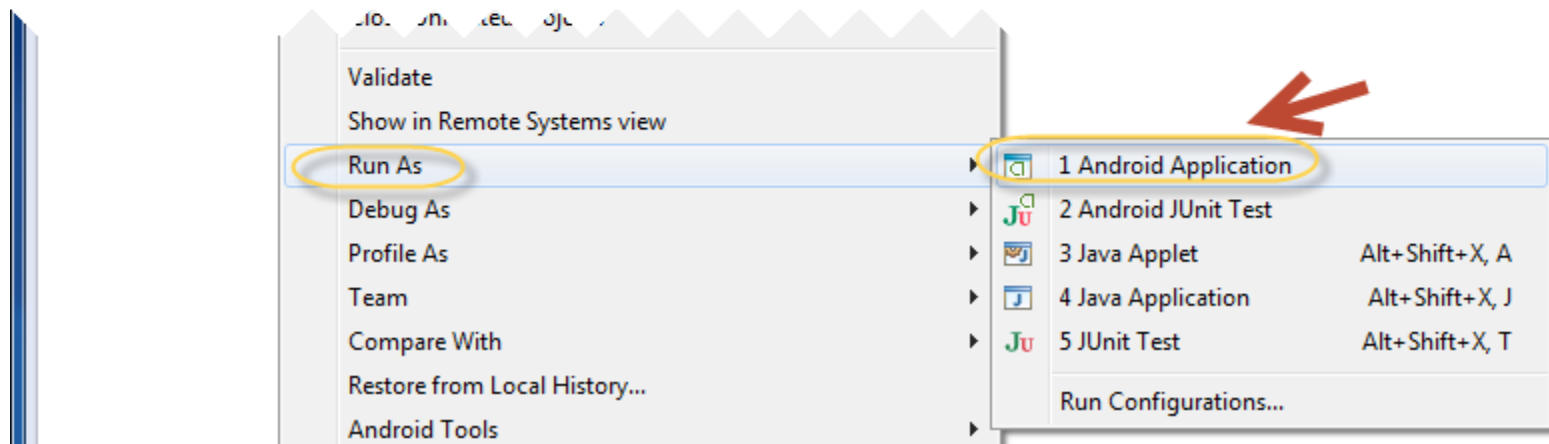 Validate
Show in Remote Systems view
Run As
Debug As
Profile As
Team
Compare With
Restore from Local History...
Android Tools
1 Android Application
2 Android JUnit Test
3 Java Applet Alt+Shift+X, A
4 Java Application Alt+Shift+X, J
5 JUnit Test Alt+Shift+X, T
Run Configurations...